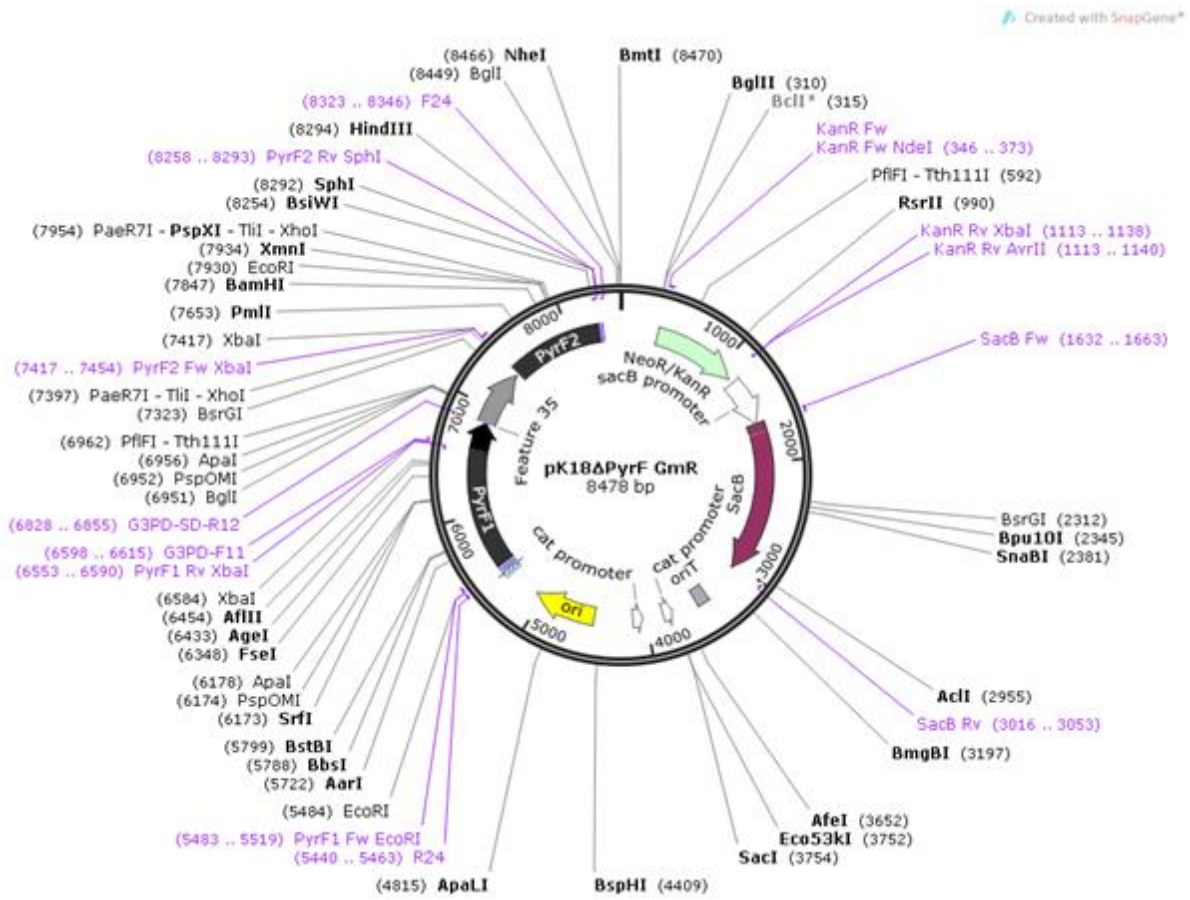 Created with SnapGene®
(8466) NheI
(8449) BglI
(8323 .. 8346) F24
(8294) HindIII
(8258 .. 8293) PyrF2 Rv SphI
(8292) SphI
(8254) BsiWI
(7954) PaeR7I - PspXI - TliI - XhoI
(7934) XmnI
(7930) EcoRI
(7847) BamHI
(7653) PmlI
(7417) XbaI
(7417 .. 7454) PyrF2 Fw XbaI
(7397) PaeR7I - TliI - XhoI
(7323) BsrGI
(6962) PflFI - Tth111I
(6956) ApaI
(6952) PspOMI
(6951) BglI
(6828 .. 6855) G3PD-SD-R12
(6598 .. 6615) G3PD-F11
(6553 .. 6590) PyrF1 Rv XbaI
(6584) XbaI
(6454) AflII
(6433) AgeI
(6348) FseI
(6178) ApaI
(6174) PspOMI
(6173) SrfI
(5799) BstBI
(5788) BbsI
(5722) AarI
(5484) EcoRI
(5483 .. 5519) PyrF1 Fw EcoRI
(5440 .. 5463) R24
(4815) ApaLI
BmtI (8470)
BglII (310)
BclI* (315)
KanR Fw
KanR Fw NdeI (346 .. 373)
PflFI - Tth111I (592)
RsrII (990)
KanR Rv XbaI (1113 .. 1138)
KanR Rv AvrII (1113 .. 1140)
SacB Fw (1632 .. 1663)
BsrGI (2312)
Bpu10I (2345)
SnaBI (2381)
AclI (2955)
SacB Rv (3016 .. 3053)
BmgBI (3197)
AfeI (3652)
Eco53kI (3752)
SacI (3754)
BspHI (4409)
1000
2000
3000
4000
5000
6000
7000
8000
PyrF2
NeoR/KanR
sacB promoter
Feature 35
pK18ΔPyrF GmR
8478 bp
SacB
PyrF1
cat promoter
cat promoter
oriT
ori